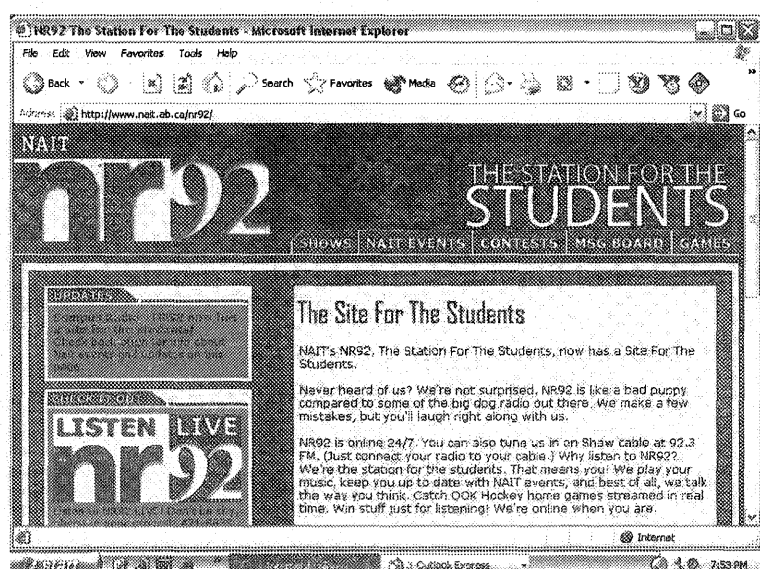 NR92 The Station For The Students - Microsoft Internet Explorer
File Edit View Favorites Tools Help
Back Search Favorites Media
Address http://www.nait.ab.ca/nr92/ Go
NAIT
nr92
THE STATION FOR THE
STUDENTS
SHOWS NAIT EVENTS CONTESTS MSG BOARD GAMES
UPDATES
CHECK IT OUT
LISTEN LIVE
nr92
The Site For The Students
NAIT's NR92, The Station For The Students, now has a Site For The
Students.
Never heard of us? We're not surprised. NR92 is like a bad puppy
compared to some of the big dog radio out there. We make a few
mistakes, but you'll laugh right along with us.
NR92 is online 24/7. You can also tune us in on Shaw cable at 92.3
FM. (Just connect your radio to your cable.) Why listen to NR92?
We're the station for the students. That means you! We play your
music, keep you up to date with NAIT events, and best of all, we talk
the way you think. Catch OOK Hockey home games streamed in real
time. Win stuff just for listening! We're online when you are.
Internet
Outlook Express 7:53 PM